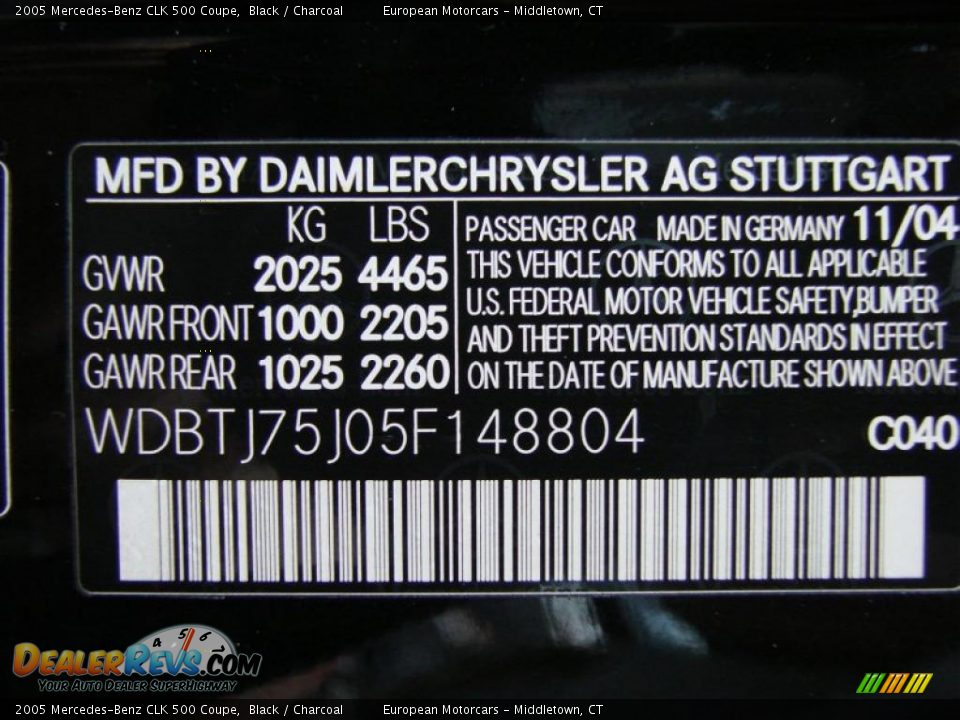 2005 Mercedes-Benz CLK 500 Coupe, Black / Charcoal European Motorcars - Middletown, CT
MFD BY DAIMLERCHRYSLER AG STUTTGART
KG LBS
GVWR 2025 4465
GAWR FRONT 1000 2205
GAWR REAR 1025 2260
PASSENGER CAR MADE IN GERMANY 11/04
THIS VEHICLE CONFORMS TO ALL APPLICABLE
U.S. FEDERAL MOTOR VEHICLE SAFETY,BUMPER
AND THEFT PREVENTION STANDARDS IN EFFECT
ON THE DATE OF MANUFACTURE SHOWN ABOVE
WDBTJ75J05F148804 C040
4 5 6
DEALERREVS.COM
YOUR AUTO DEALER SUPERHIGHWAY
2005 Mercedes-Benz CLK 500 Coupe, Black / Charcoal European Motorcars - Middletown, CT